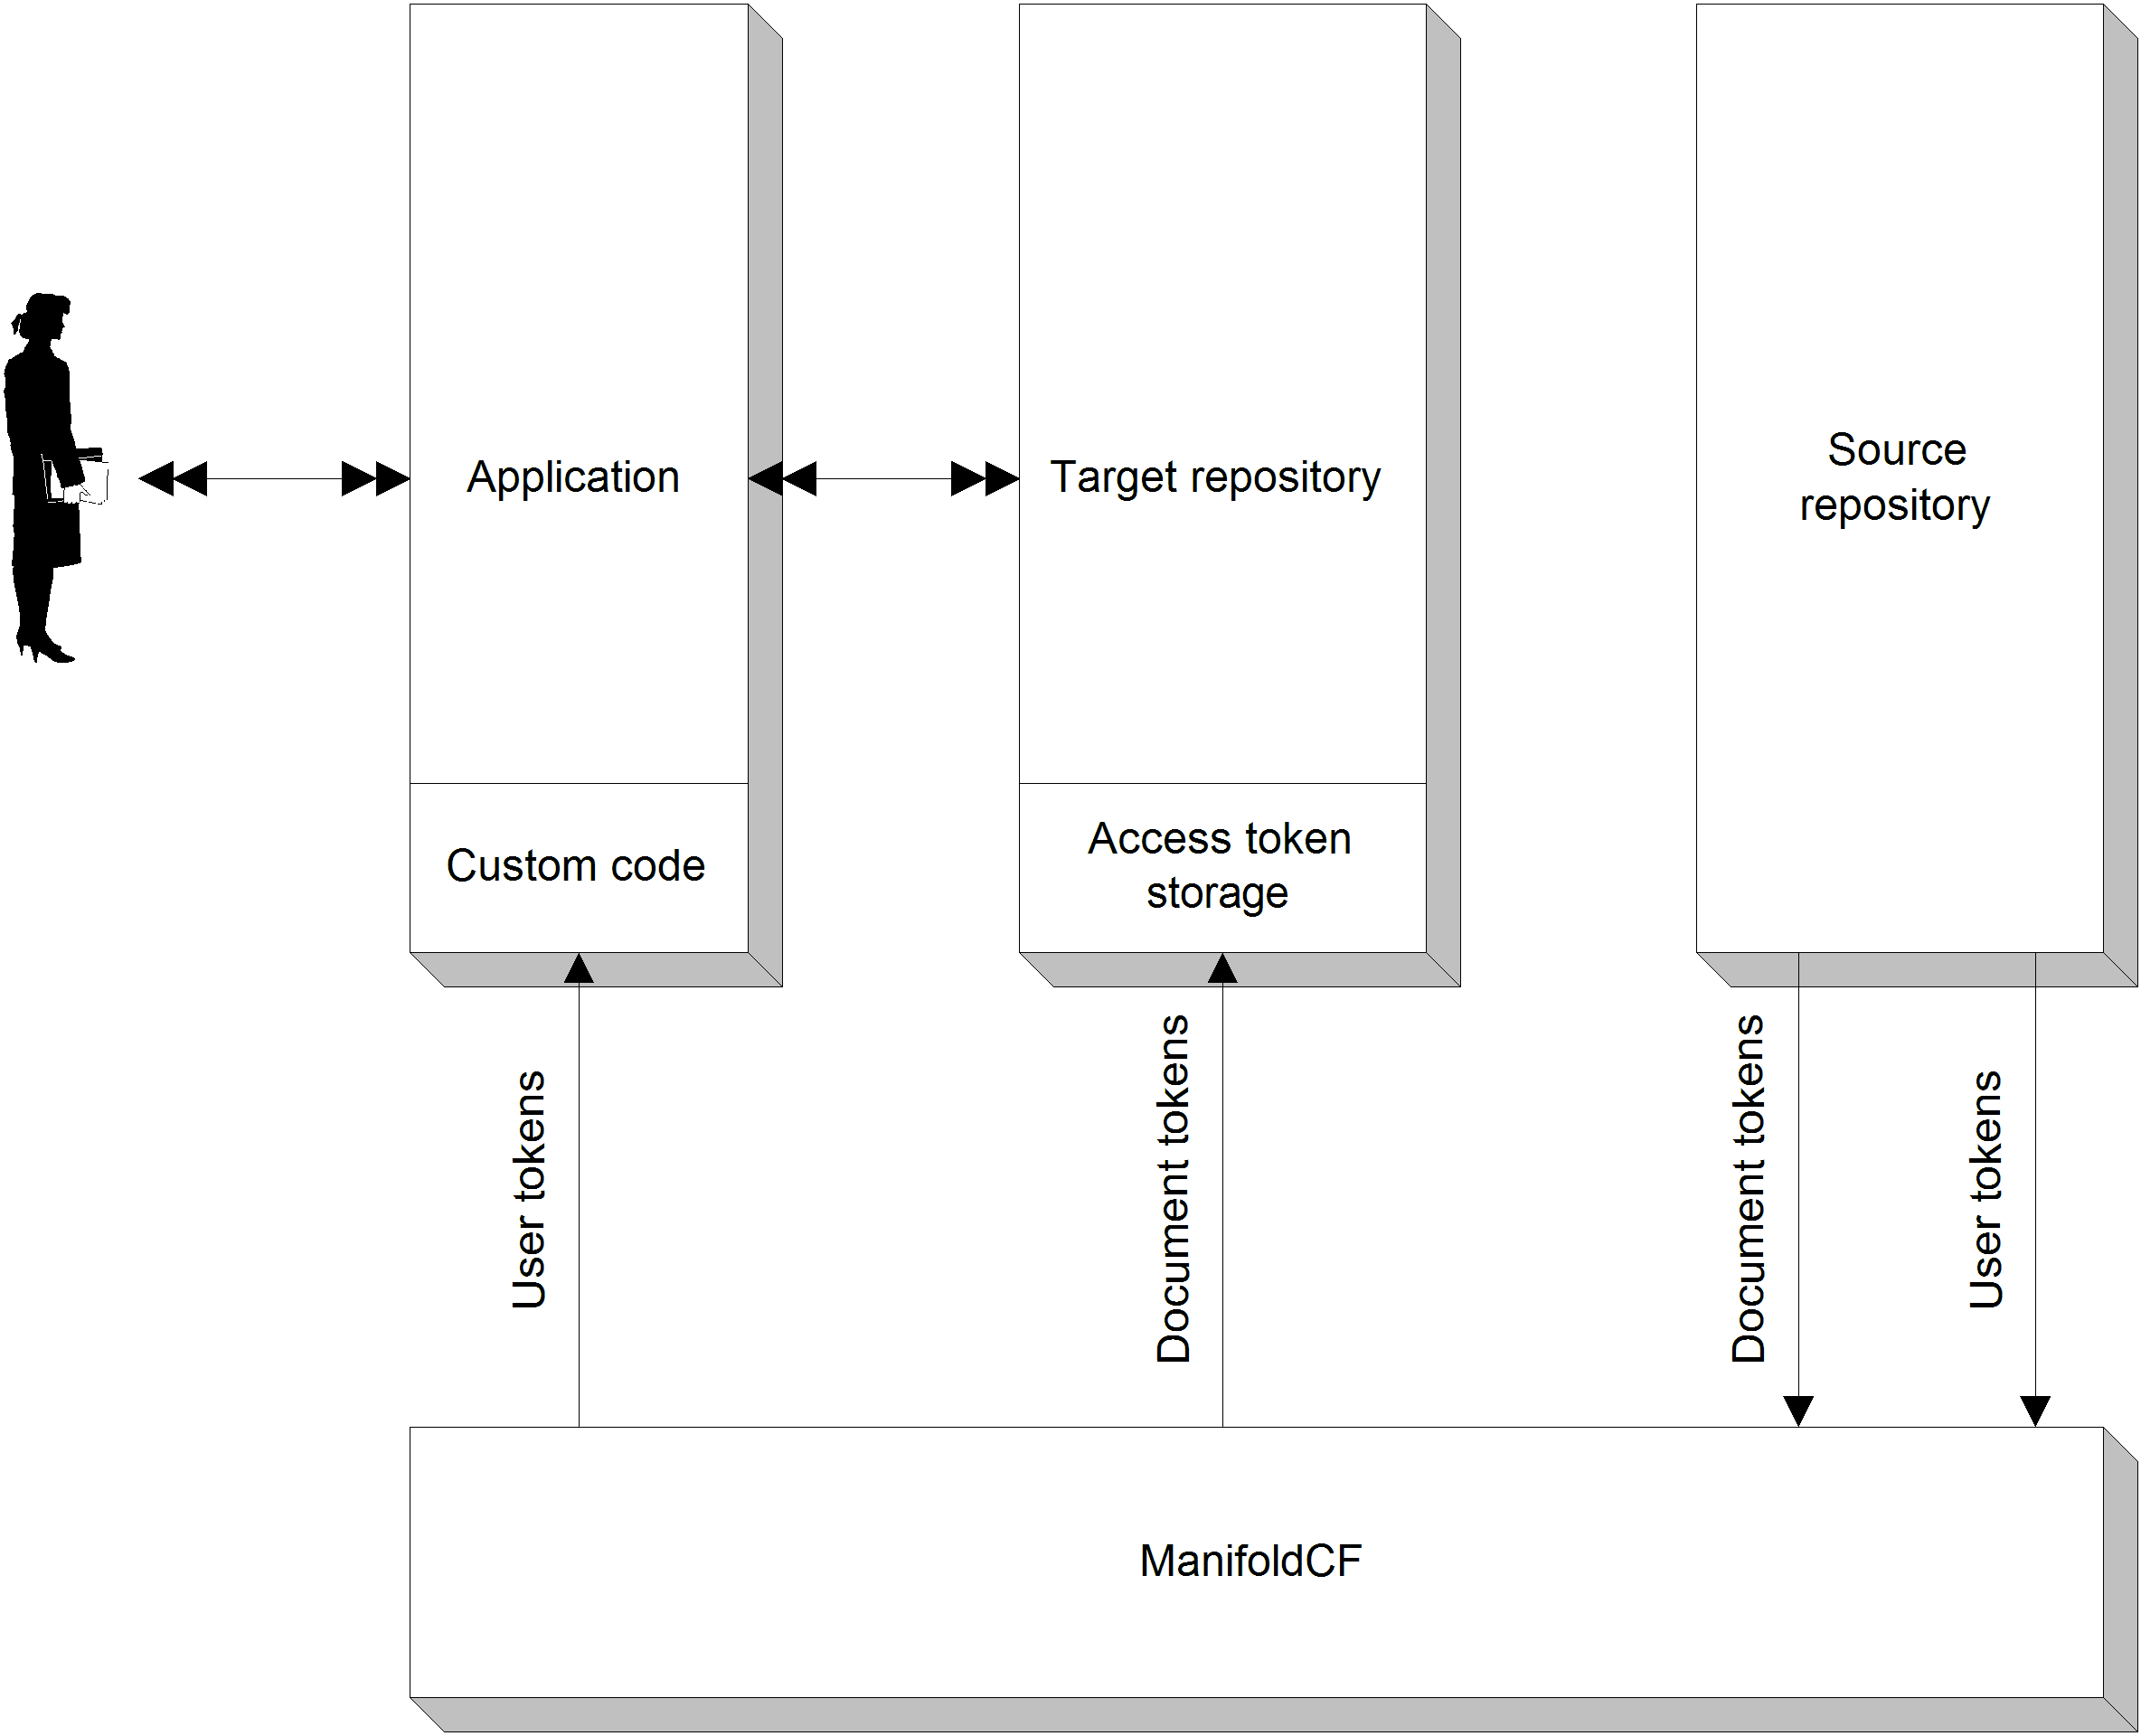 Application
Target repository
Source
repository
Custom code
Access token
storage
User tokens
Document tokens
Document tokens
User tokens
ManifoldCF